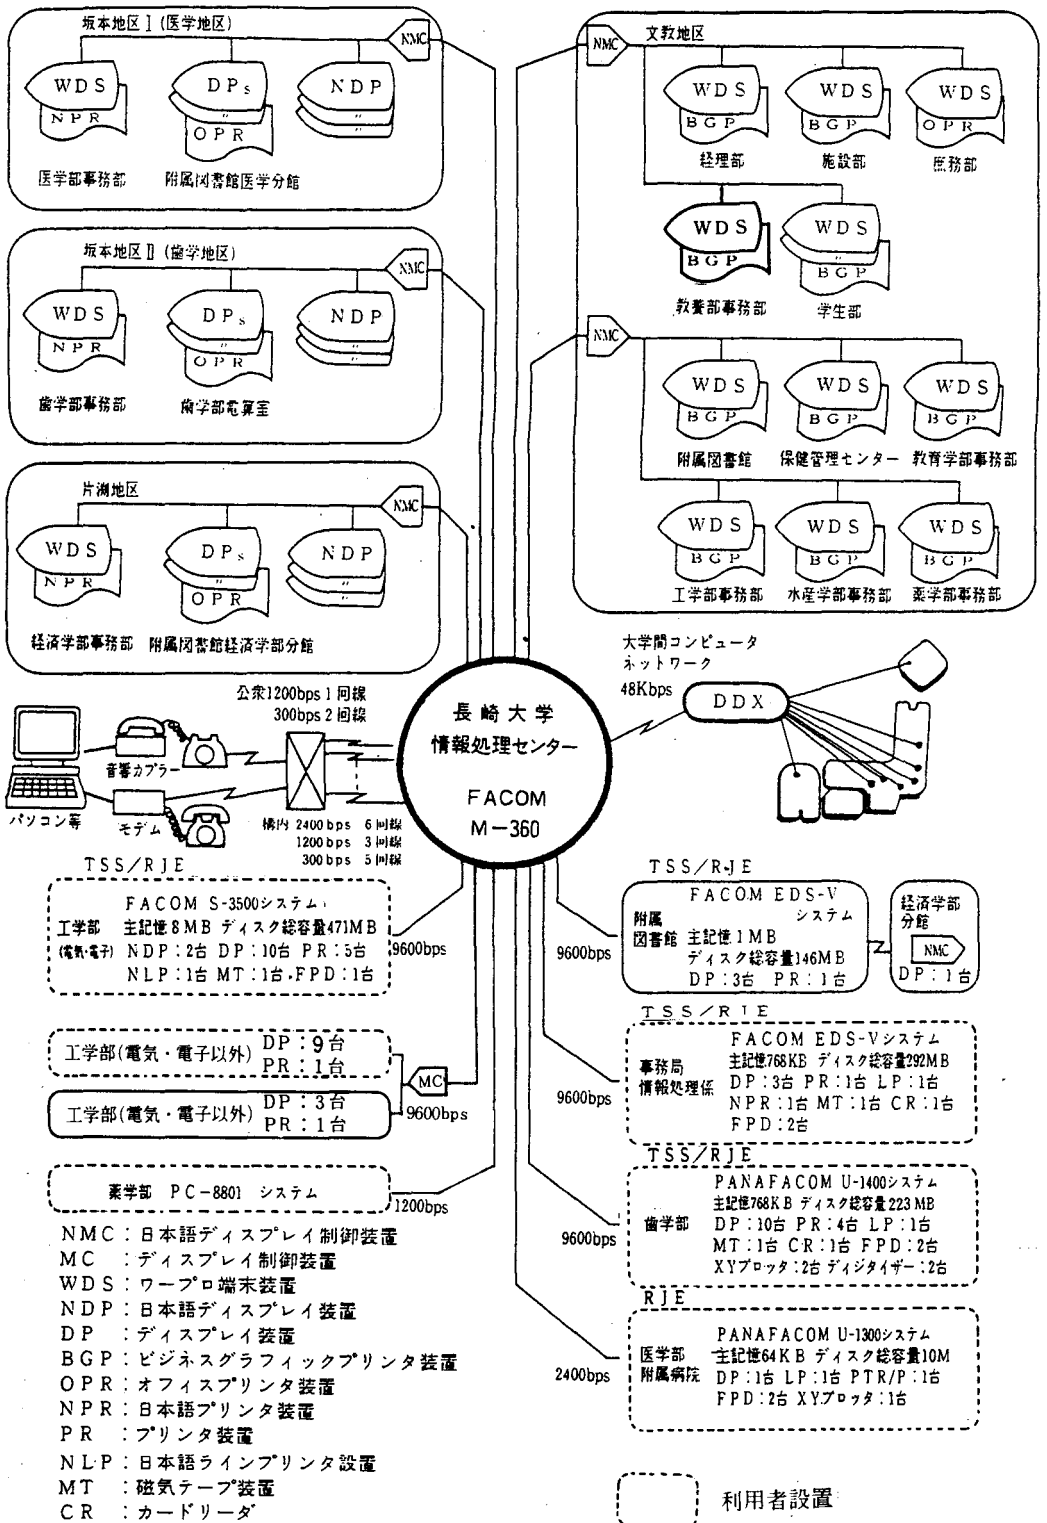 坂本地区Ⅰ(医学地区)
NMC
WDS
NPR
DPs
OPR
NDP
〃
医学部事務部
附属図書館医学分館
坂本地区Ⅱ(歯学地区)
NMC
WDS
NPR
DPs
〃
OPR
NDP
〃
歯学部事務部
歯学部電算室
片淵地区
NMC
WDS
NPR
DPs
〃
OPR
NDP
〃
経済学部事務部
附属図書館経済学部分館
文教地区
NMC
WDS
BGP
WDS
BGP
WDS
OPR
経理部
施設部
庶務部
WDS
BGP
WDS
〃
BGP
教養部事務部
学生部
NMC
WDS
BGP
WDS
BGP
WDS
BGP
附属図書館
保健管理センター
教育学部事務部
WDS
BGP
WDS
BGP
WDS
BGP
工学部事務部
水産学部事務部
薬学部事務部
公衆1200bps 1回線
300bps 2回線
音響カプラー
パソコン等
モデム
構内 2400bps 6回線
1200bps 3回線
300bps 5回線
長崎大学
情報処理センター
FACOM
M-360
大学間コンピュータ
ネットワーク
48Kbps
DDX
TSS/RJE
FACOM S-3500システム
工学部
(電気・電子)
主記憶8MB ディスク総容量471MB
NDP:2台 DP:10台 PR:5台
NLP:1台 MT:1台 FPD:1台
9600bps
工学部(電気・電子以外)
DP:9台
PR:1台
MC
9600bps
工学部(電気・電子以外)
DP:3台
PR:1台
薬学部 PC-8801 システム
1200bps
TSS/RJE
9600bps
附属
図書館
FACOM EDS-V
システム
主記憶1MB
ディスク総容量146MB
DP:3台 PR:1台
経済学部
分館
NMC
DP:1台
TSS/RJE
9600bps
事務局
情報処理係
FACOM EDS-Vシステム
主記憶768KB ディスク総容量292MB
DP:3台 PR:1台 LP:1台
NPR:1台 MT:1台 CR:1台
FPD:2台
TSS/RJE
9600bps
歯学部
PANAFACOM U-1400システム
主記憶768KB ディスク総容量223MB
DP:10台 PR:4台 LP:1台
MT:1台 CR:1台 FPD:2台
XYプロッタ:2台 ディジタイザー:2台
RJE
2400bps
医学部
附属病院
PANAFACOM U-1300システム
主記憶64KB ディスク総容量10M
DP:1台 LP:1台 PTR/P:1台
FPD:2台 XYプロッタ:1台
NMC:日本語ディスプレイ制御装置
MC :ディスプレイ制御装置
WDS:ワープロ端末装置
NDP:日本語ディスプレイ装置
DP :ディスプレイ装置
BGP:ビジネスグラフィックプリンタ装置
OPR:オフィスプリンタ装置
NPR:日本語プリンタ装置
PR :プリンタ装置
NLP:日本語ラインプリンタ設置
MT :磁気テープ装置
CR :カードリーダ
利用者設置